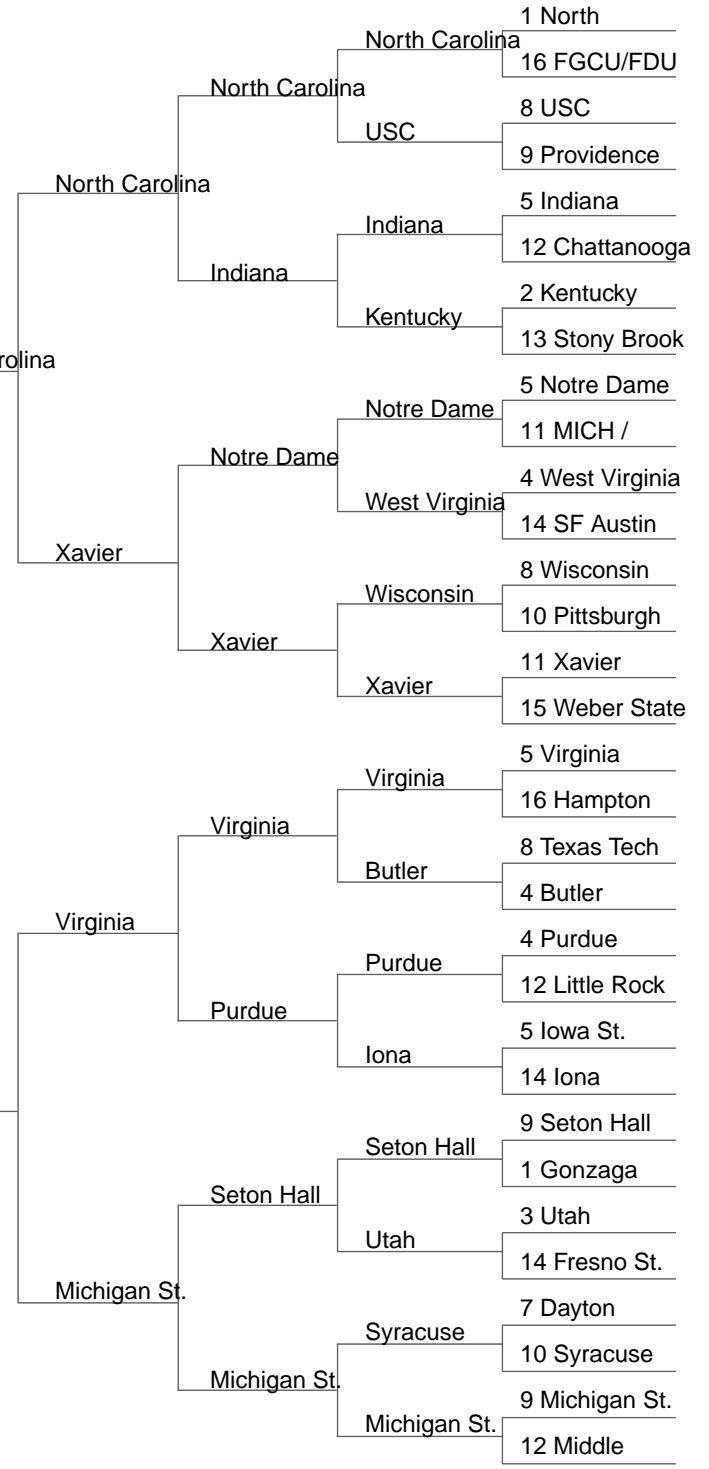 1 North
North Carolina
16 FGCU/FDU
North Carolina
8 USC
USC
9 Providence
North Carolina
5 Indiana
Indiana
12 Chattanooga
Indiana
2 Kentucky
Kentucky
13 Stony Brook
rolina
5 Notre Dame
Notre Dame
11 MICH /
Notre Dame
4 West Virginia
West Virginia
14 SF Austin
Xavier
8 Wisconsin
Wisconsin
10 Pittsburgh
Xavier
11 Xavier
Xavier
15 Weber State
5 Virginia
Virginia
16 Hampton
Virginia
8 Texas Tech
Butler
4 Butler
Virginia
4 Purdue
Purdue
12 Little Rock
Purdue
5 Iowa St.
Iona
14 Iona
9 Seton Hall
Seton Hall
1 Gonzaga
Seton Hall
3 Utah
Utah
14 Fresno St.
Michigan St.
7 Dayton
Syracuse
10 Syracuse
Michigan St.
9 Michigan St.
Michigan St.
12 Middle